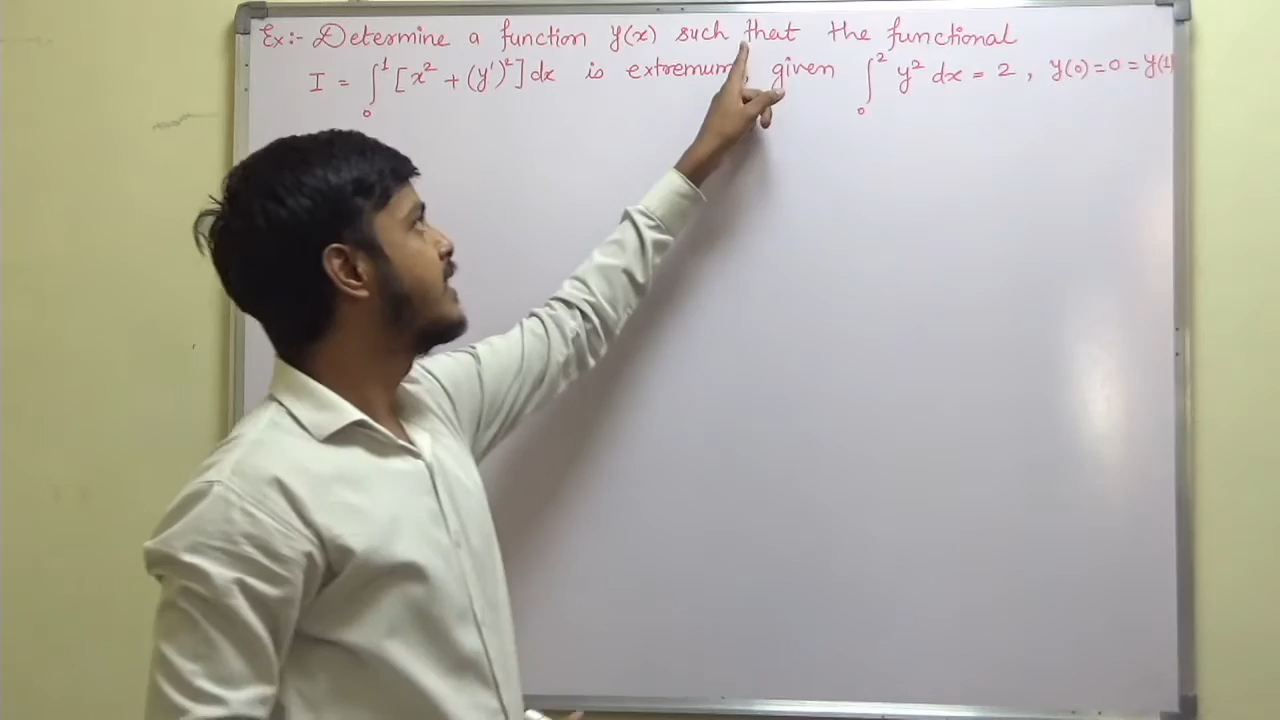 Ex:- Determine a function y(x) such that the functional
I = ∫₀¹ [x² + (y')²] dx is extremum, given ∫₀² y² dx = 2, y(0)=0=y(1)